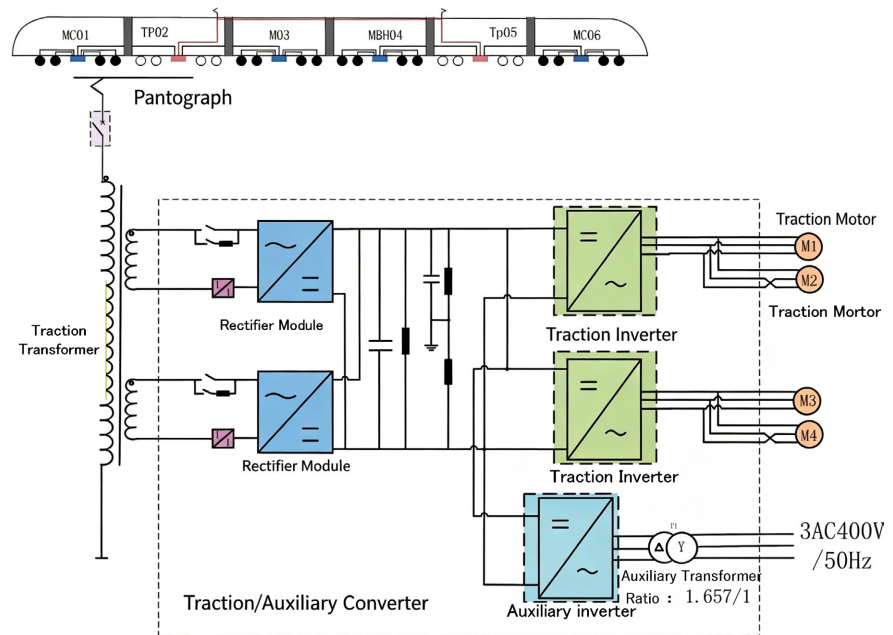 MC01 TP02 M03 MBH04 Tp05 MC06
Pantograph
Traction Motor
M1
M2
Traction Mortor
Traction
Transformer
Rectifier Module
Traction Inverter
M3
M4
Rectifier Module
Traction Inverter
3AC400V
/50Hz
△ Y
Auxiliary Transformer
Ratio : 1.657/1
Auxiliary inverter
Traction/Auxiliary Converter